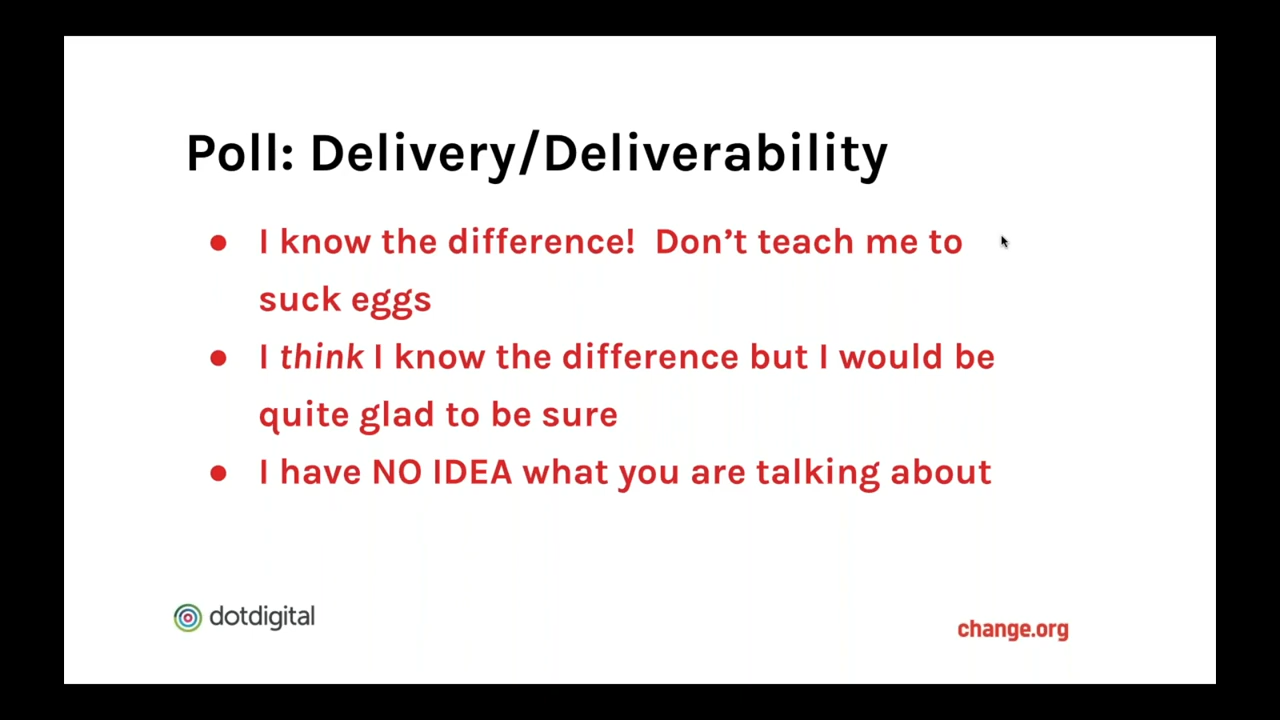 Poll: Delivery/Deliverability
● I know the difference!  Don’t teach me to
suck eggs
● I think I know the difference but I would be
quite glad to be sure
● I have NO IDEA what you are talking about
dotdigital
change.org